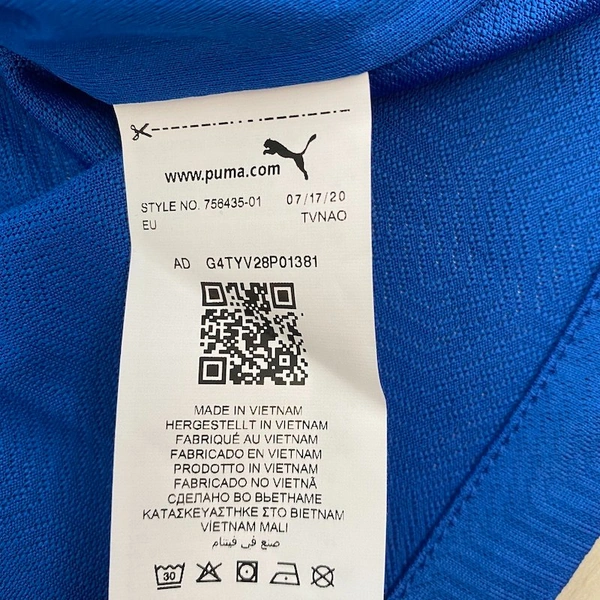 www.puma.com
STYLE NO. 756435-01 07/17/20
EU TVNAO
AD G4TYV28P01381
MADE IN VIETNAM
HERGESTELLT IN VIETNAM
FABRIQUÉ AU VIETNAM
FABRICADO EN VIETNAM
PRODOTTO IN VIETNAM
FABRICADO NO VIETNÃ
СДЕЛАНО ВО ВЬЕТНАМЕ
ΚΑΤΑΣΚΕΥΑΣΤΗΚΕ ΣΤΟ ΒΙΕΤΝΑΜ
VİETNAM MALI
صنع في فيتنام
30